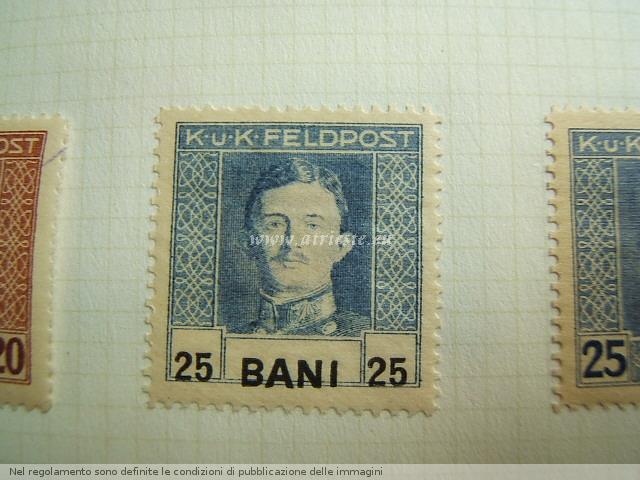 K.u.K.FELDPOST
25 BANI 25
OST
20
K.u.K
25
www.atrieste.eu
Nel regolamento sono definite le condizioni di pubblicazione delle immagini